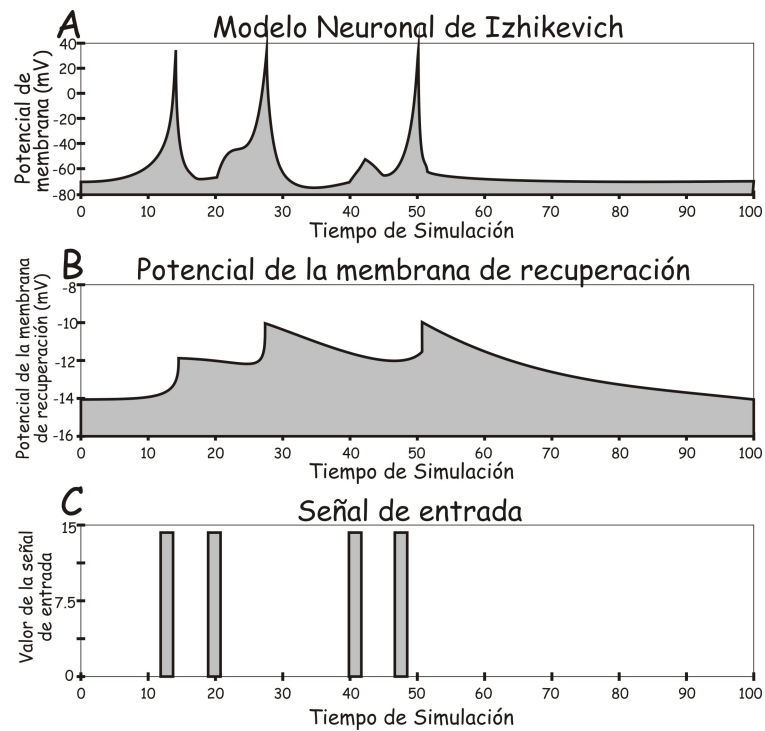 A
Modelo Neuronal de Izhikevich
Potencial de
membrana (mV)
40
20
0
-20
-40
-60
-80
0 10 20 30 40 50 60 70 80 90 100
Tiempo de Simulación
B
Potencial de la membrana de recuperación
Potencial de la membrana
de recuperación (mV)
-8
-10
-12
-14
-16
0 10 20 30 40 50 60 70 80 90 100
Tiempo de Simulación
C
Señal de entrada
Valor de la señal
de entrada
15
7.5
0
0 10 20 30 40 50 60 70 80 90 100
Tiempo de Simulación